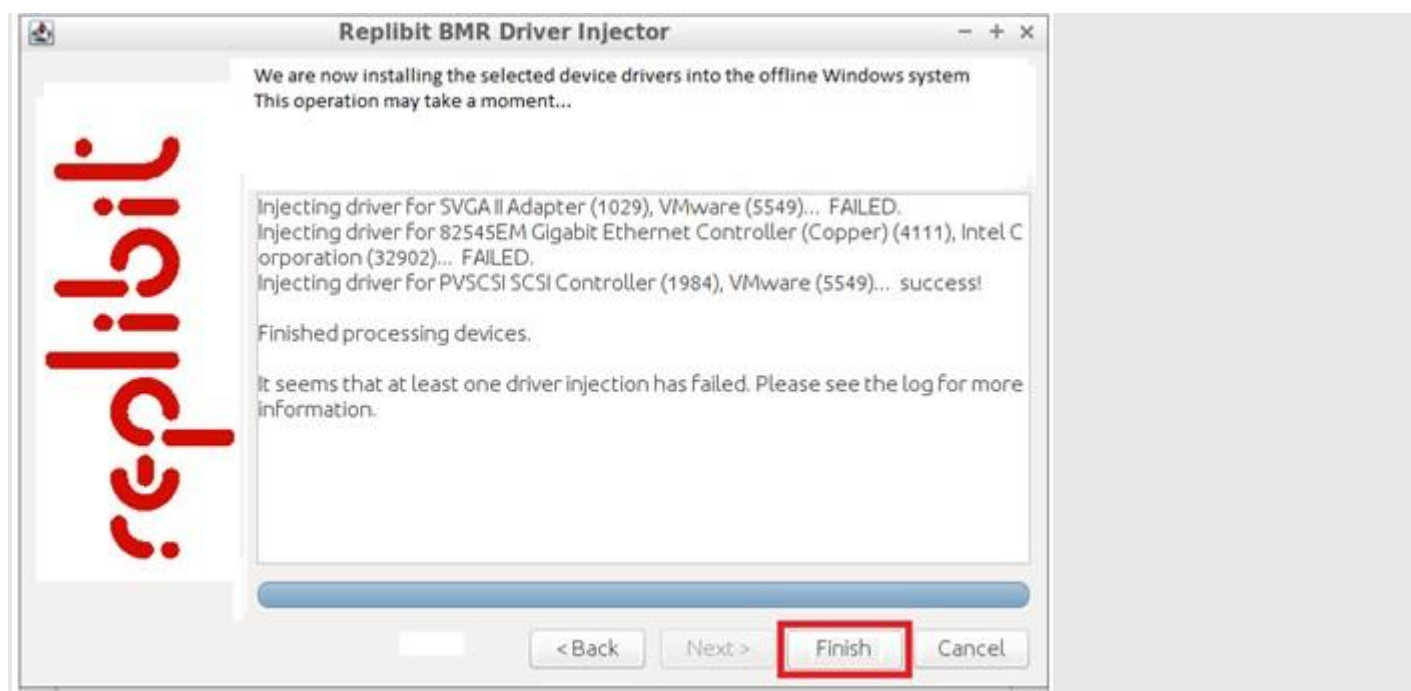 Replibit BMR Driver Injector
We are now installing the selected device drivers into the offline Windows system
This operation may take a moment...
replibit
Injecting driver for SVGA II Adapter (1029), VMware (5549)... FAILED.
Injecting driver for 82545EM Gigabit Ethernet Controller (Copper) (4111), Intel C
orporation (32902)... FAILED.
Injecting driver for PVSCSI SCSI Controller (1984), VMware (5549)... success!
Finished processing devices.
It seems that at least one driver injection has failed. Please see the log for more
information.
< Back Next > Finish Cancel